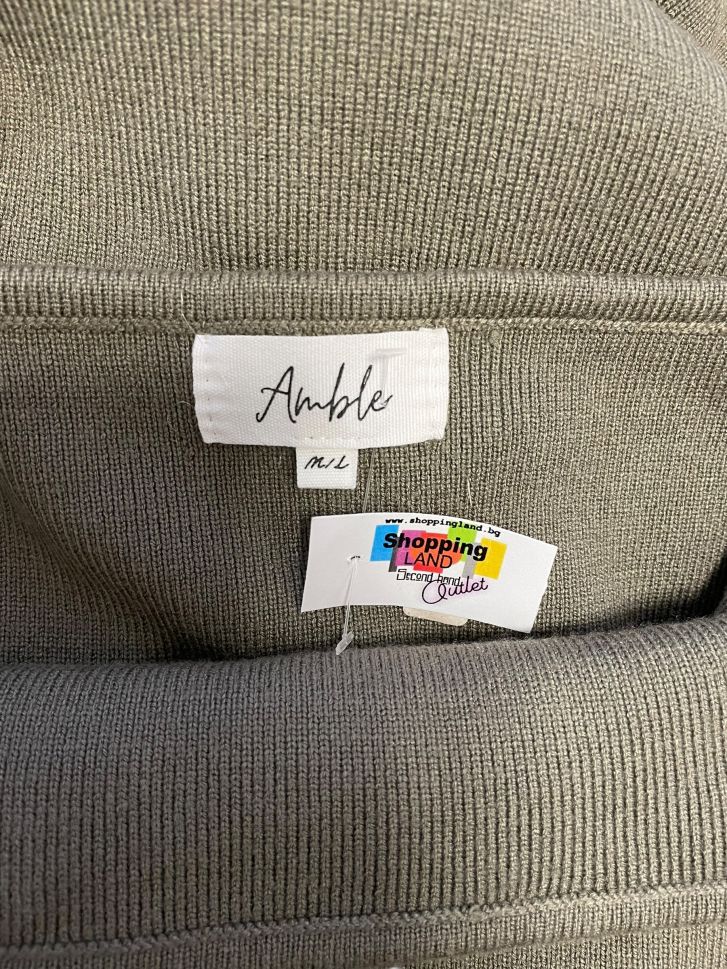 Amble
M/L
www.shoppingland.bg
Shopping
LAND
Second hand
Outlet